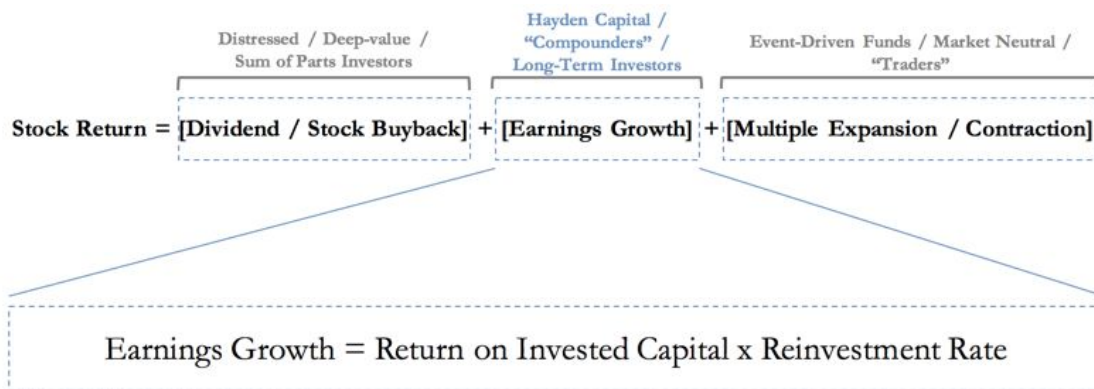 Distressed / Deep-value /
Sum of Parts Investors
Hayden Capital /
“Compounders” /
Long-Term Investors
Event-Driven Funds / Market Neutral /
“Traders”
Stock Return = [Dividend / Stock Buyback] + [Earnings Growth] + [Multiple Expansion / Contraction]
Earnings Growth = Return on Invested Capital x Reinvestment Rate